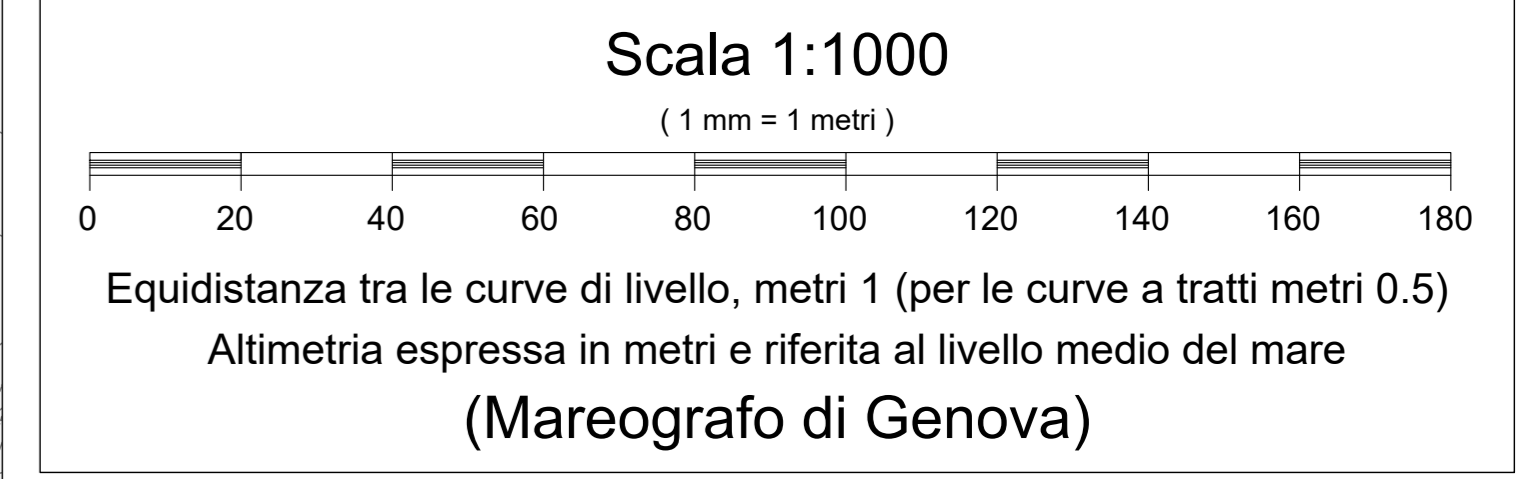 Scala 1:1000
( 1 mm = 1 metri )
0 20 40 60 80 100 120 140 160 180
Equidistanza tra le curve di livello, metri 1 (per le curve a tratti metri 0.5)
Altimetria espressa in metri e riferita al livello medio del mare
(Mareografo di Genova)